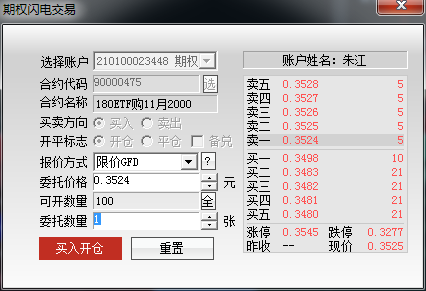 期权闪电交易
选择账户 210100023448 期权
合约代码 90000475 选
合约名称 180ETF购11月2000
买卖方向 买入 卖出
开平标志 开仓 平仓 备兑
报价方式 限价GFD ?
委托价格 0.3524 元
可开数量 100 全
委托数量 1 张
买入开仓 重置
账户姓名：朱江
卖五 0.3528 5
卖四 0.3527 5
卖三 0.3526 5
卖二 0.3525 5
卖一 0.3524 5
买一 0.3498 10
买二 0.3483 21
买三 0.3482 21
买四 0.3481 21
买五 0.3480 21
涨停 0.3545 跌停 0.3277
昨收 -- 现价 0.3525